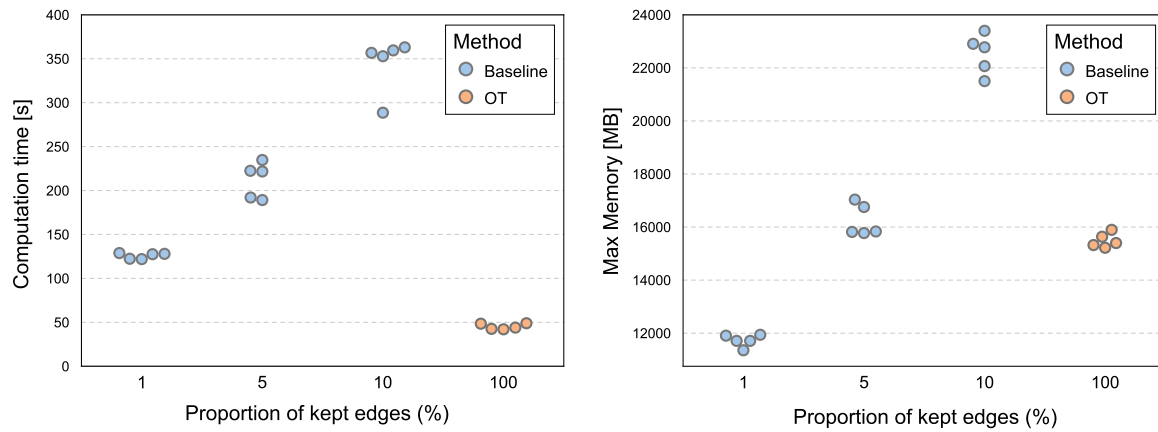 400
350
300
250
200
150
100
50
0
Computation time [s]
1 5 10 100
Proportion of kept edges (%)
Method
Baseline
OT
24000
22000
20000
18000
16000
14000
12000
Max Memory [MB]
1 5 10 100
Proportion of kept edges (%)
Method
Baseline
OT